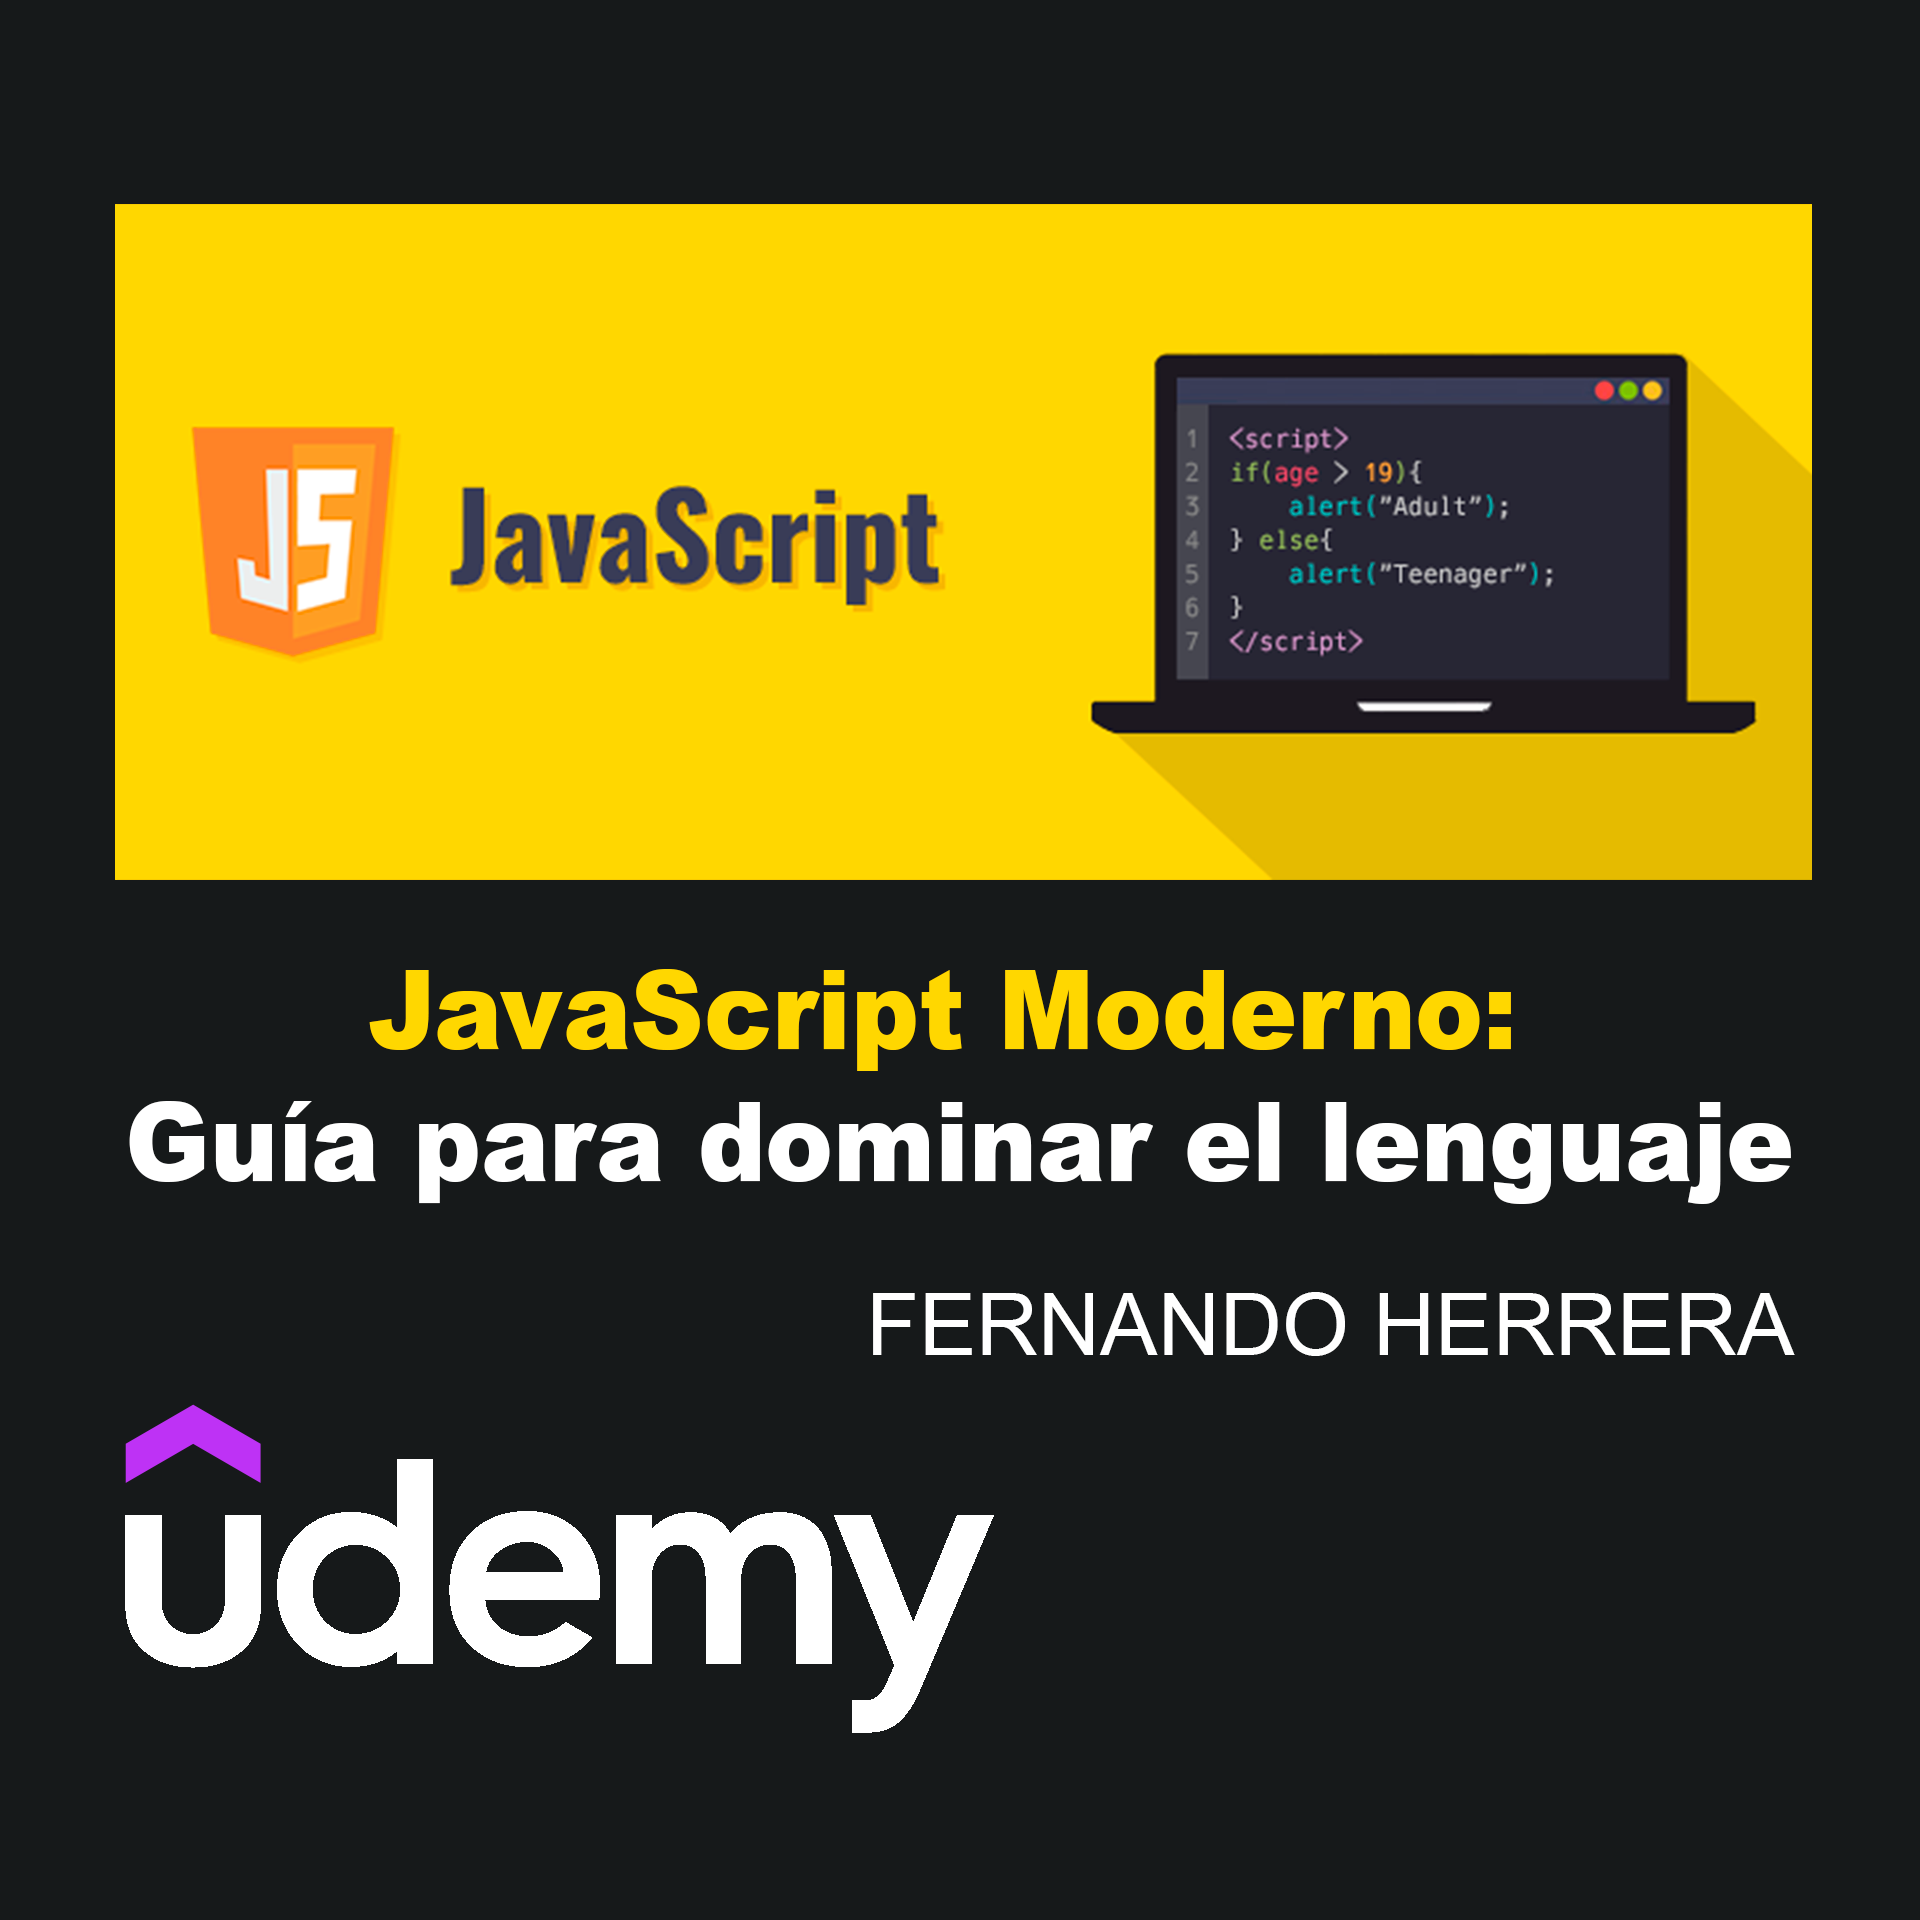 JS
JavaScript
1 <script>
2 if(age > 19){
3 alert("Adult");
4 } else{
5 alert("Teenager");
6 }
7 </script>
JavaScript Moderno:
Guía para dominar el lenguaje
FERNANDO HERRERA
udemy